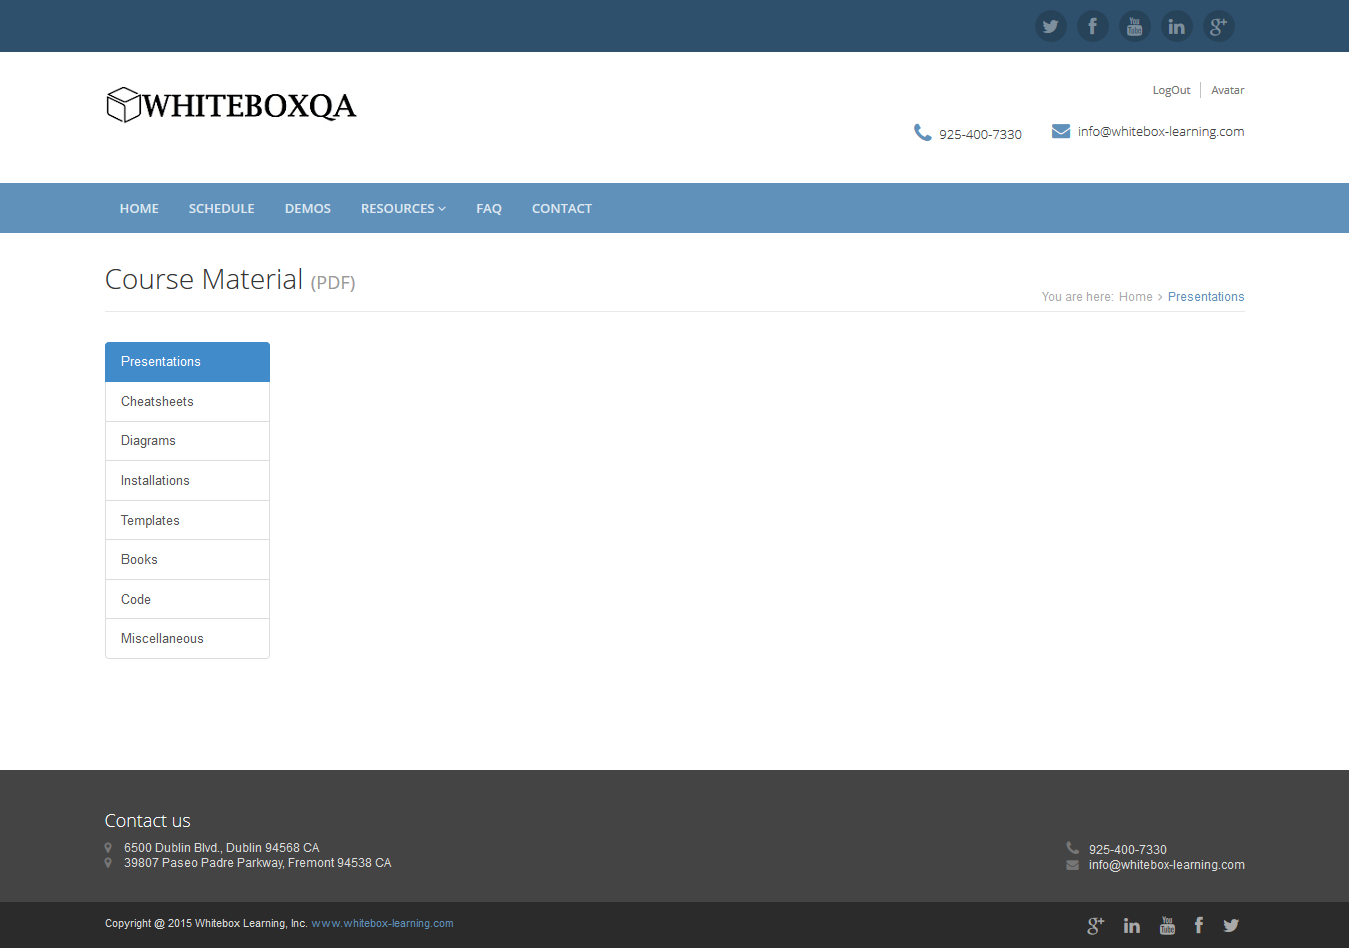 WHITEBOXQA
LogOut Avatar
925-400-7330 info@whitebox-learning.com
HOME SCHEDULE DEMOS RESOURCES FAQ CONTACT
Course Material (PDF)
You are here: Home > Presentations
Presentations
Cheatsheets
Diagrams
Installations
Templates
Books
Code
Miscellaneous
Contact us
6500 Dublin Blvd., Dublin 94568 CA
39807 Paseo Padre Parkway, Fremont 94538 CA
925-400-7330
info@whitebox-learning.com
Copyright @ 2015 Whitebox Learning, Inc. www.whitebox-learning.com